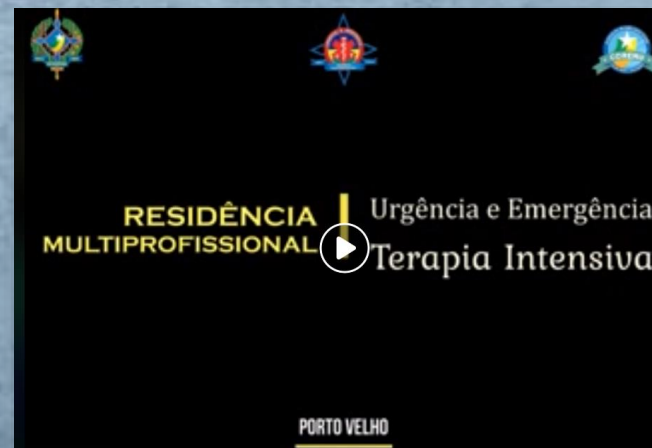 RESIDÊNCIA
MULTIPROFISSIONAL
Urgência e Emergência
Terapia Intensiva
PORTO VELHO